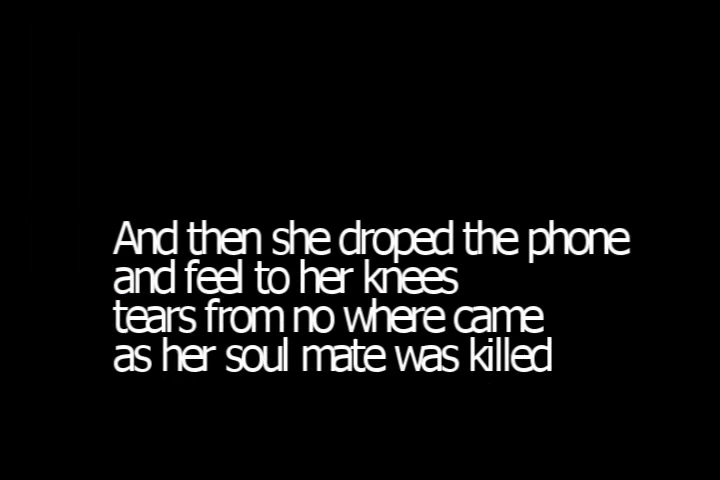 And then she droped the phone
and feel to her knees
tears from no where came
as her soul mate was killed